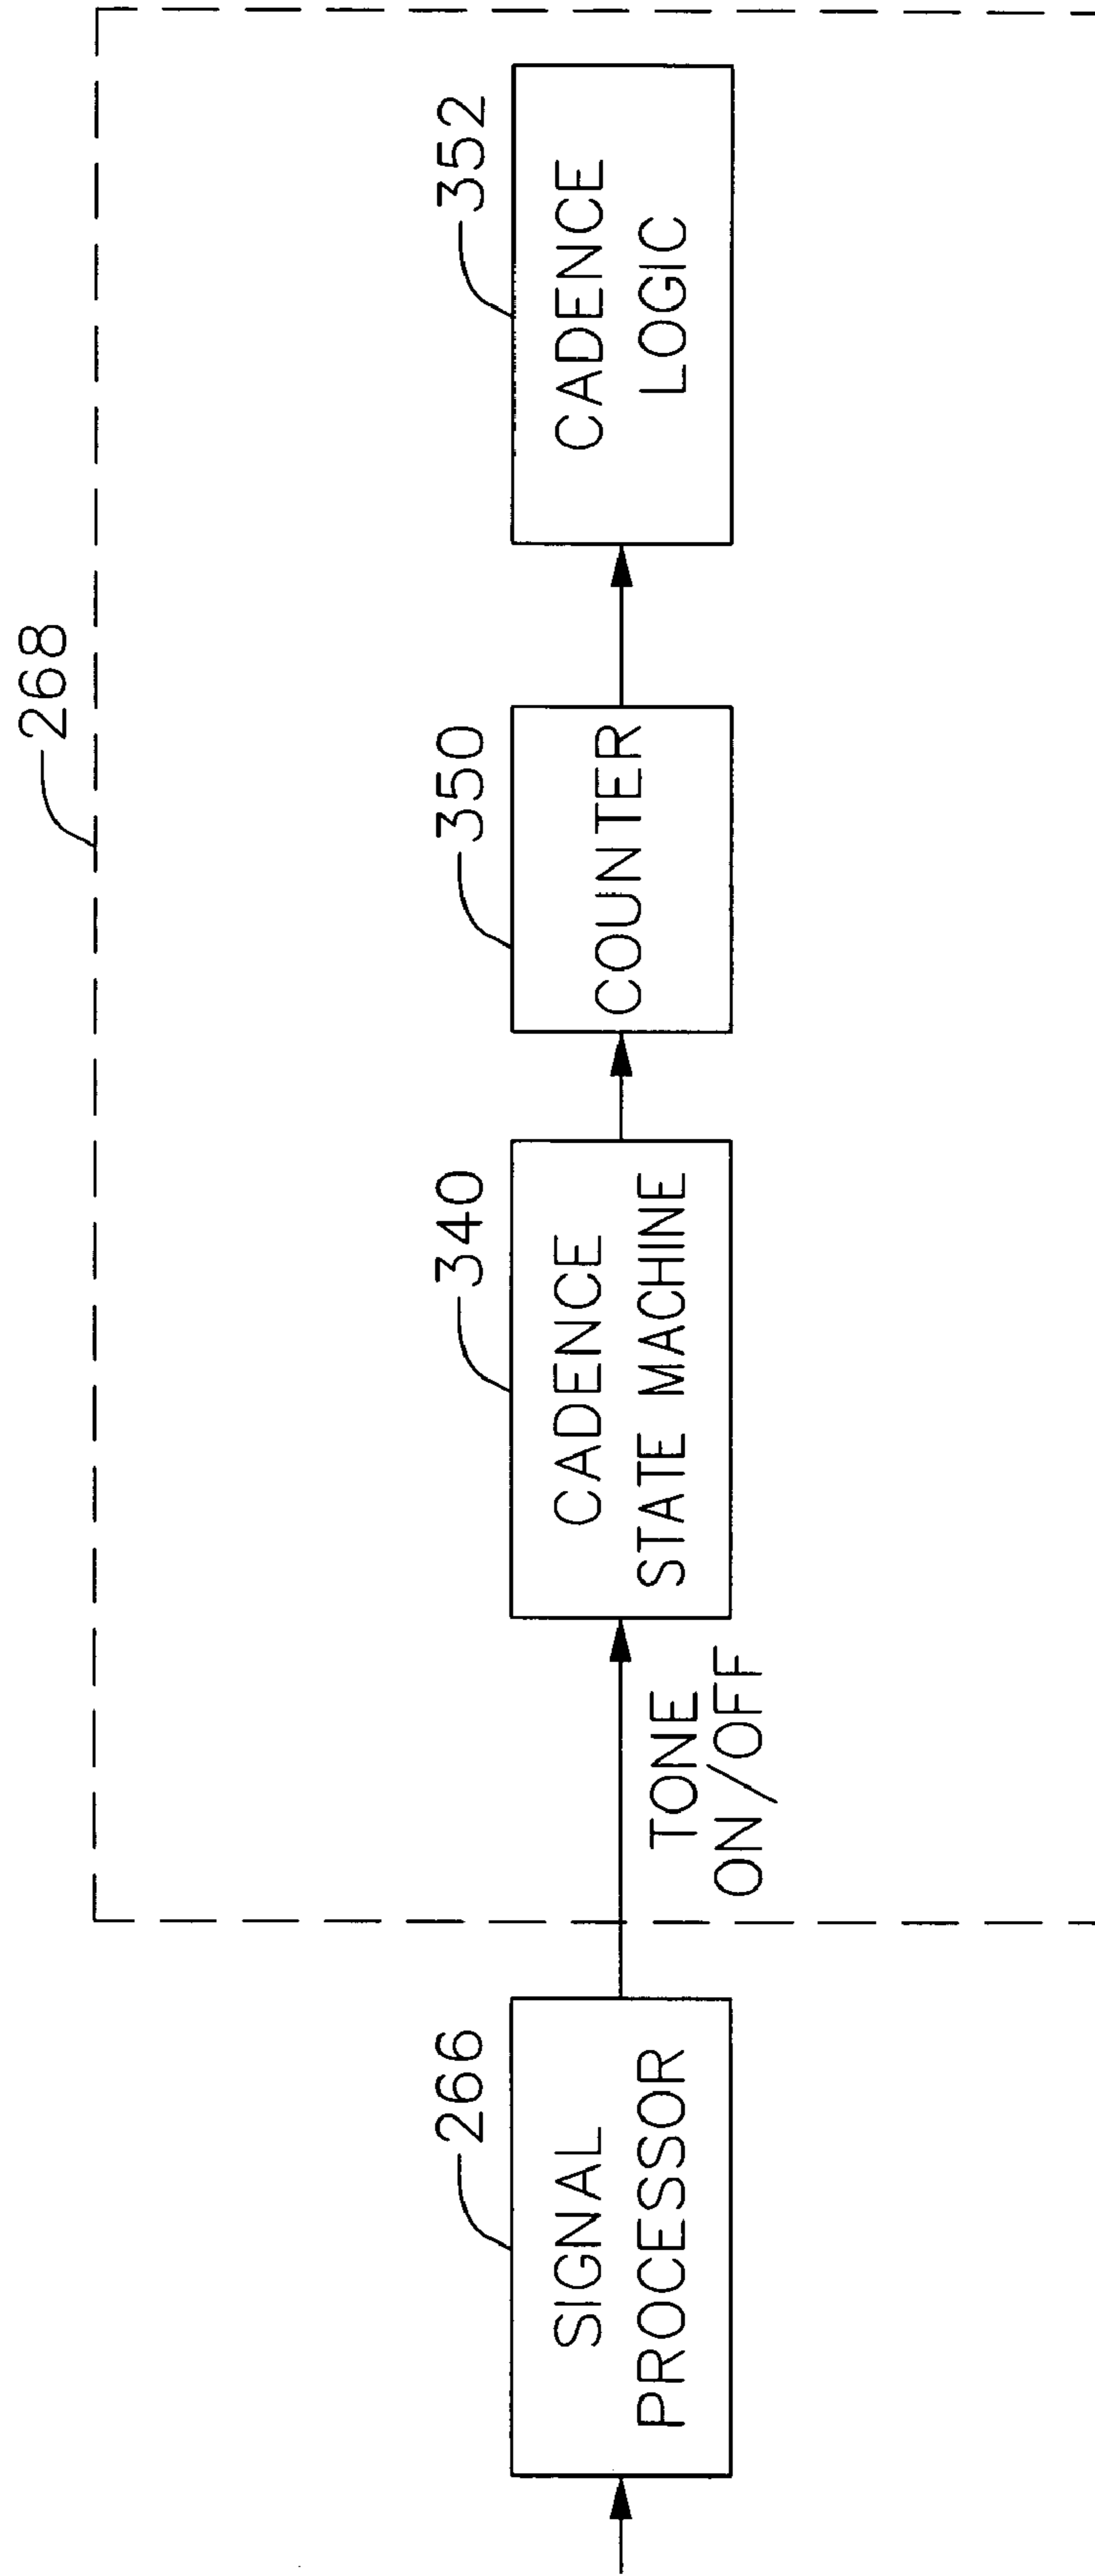 268
266
SIGNAL
PROCESSOR
TONE
ON/OFF
340
CADENCE
STATE MACHINE
350
COUNTER
352
CADENCE
LOGIC